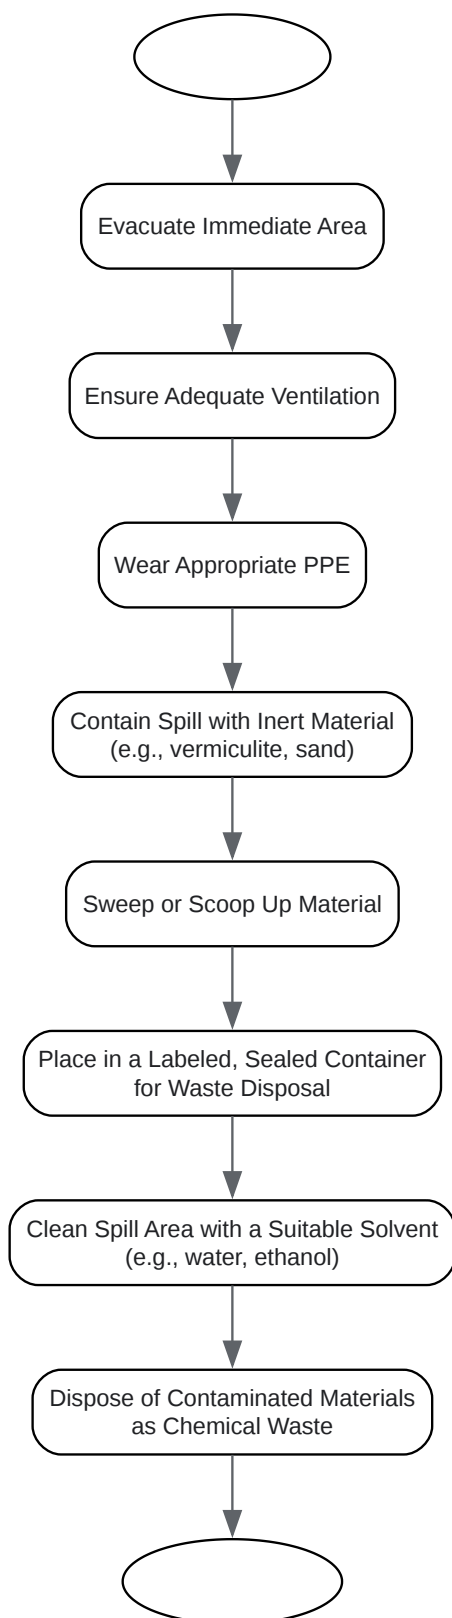 Evacuate Immediate Area
Ensure Adequate Ventilation
Wear Appropriate PPE
Contain Spill with Inert Material
(e.g., vermiculite, sand)
Sweep or Scoop Up Material
Place in a Labeled, Sealed Container
for Waste Disposal
Clean Spill Area with a Suitable Solvent
(e.g., water, ethanol)
Dispose of Contaminated Materials
as Chemical Waste